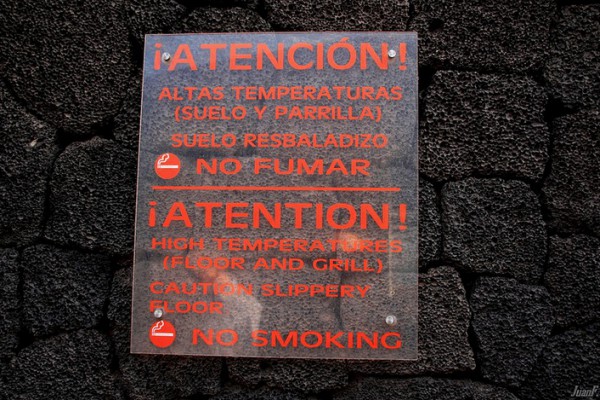 ¡ATENCIÓN!
ALTAS TEMPERATURAS
(SUELO Y PARRILLA)
SUELO RESBALADIZO
NO FUMAR
¡ATENTION!
HIGH TEMPERATURES
(FLOOR AND GRILL)
CAUTION SLIPPERY
FLOOR
NO SMOKING
JuanF.